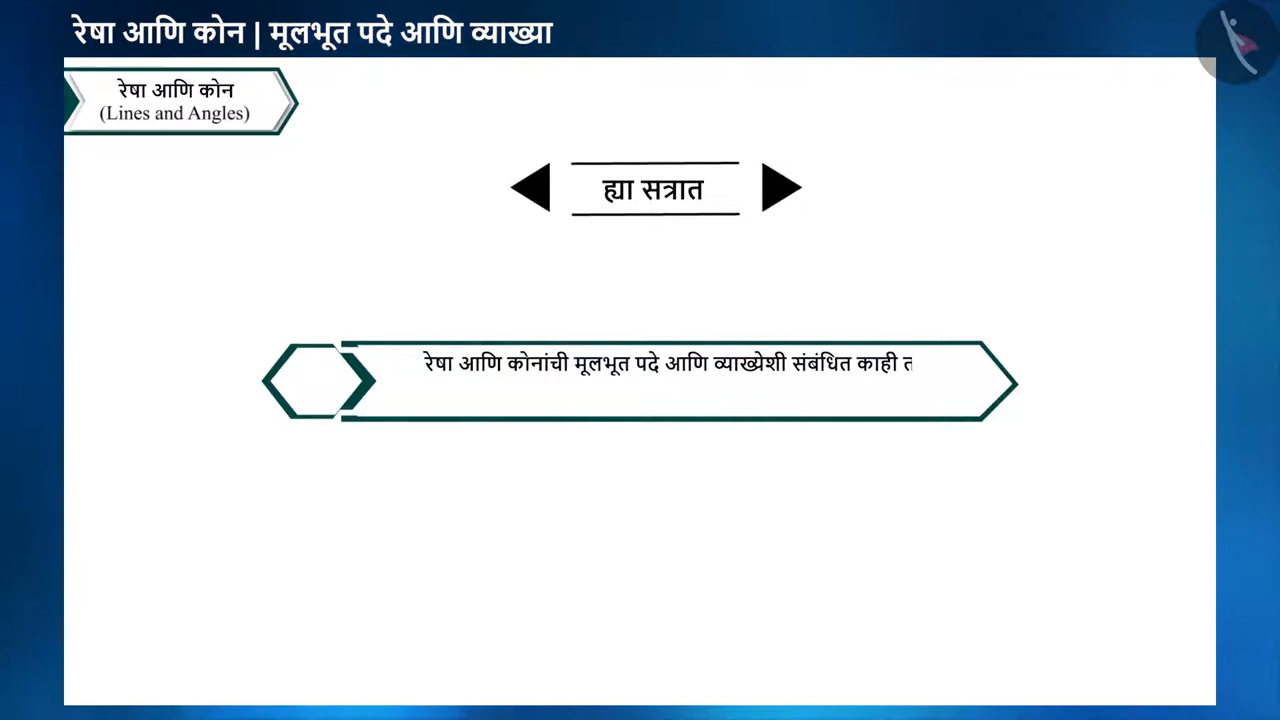 रेषा आणि कोन | मूलभूत पदे आणि व्याख्या
रेषा आणि कोन
(Lines and Angles)
ह्या सत्रात
रेषा आणि कोनांची मूलभूत पदे आणि व्याख्येशी संबंधित काही